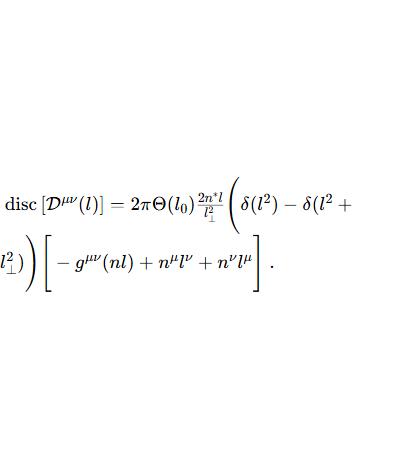 disc [𝒟^{μν}(l)] = 2πΘ(l_0) \frac{2n^*l}{l_⊥^2} ( δ(l^2) − δ(l^2 +
l_⊥^2) ) [ − g^{μν}(nl) + n^μ l^ν + n^ν l^μ ] .